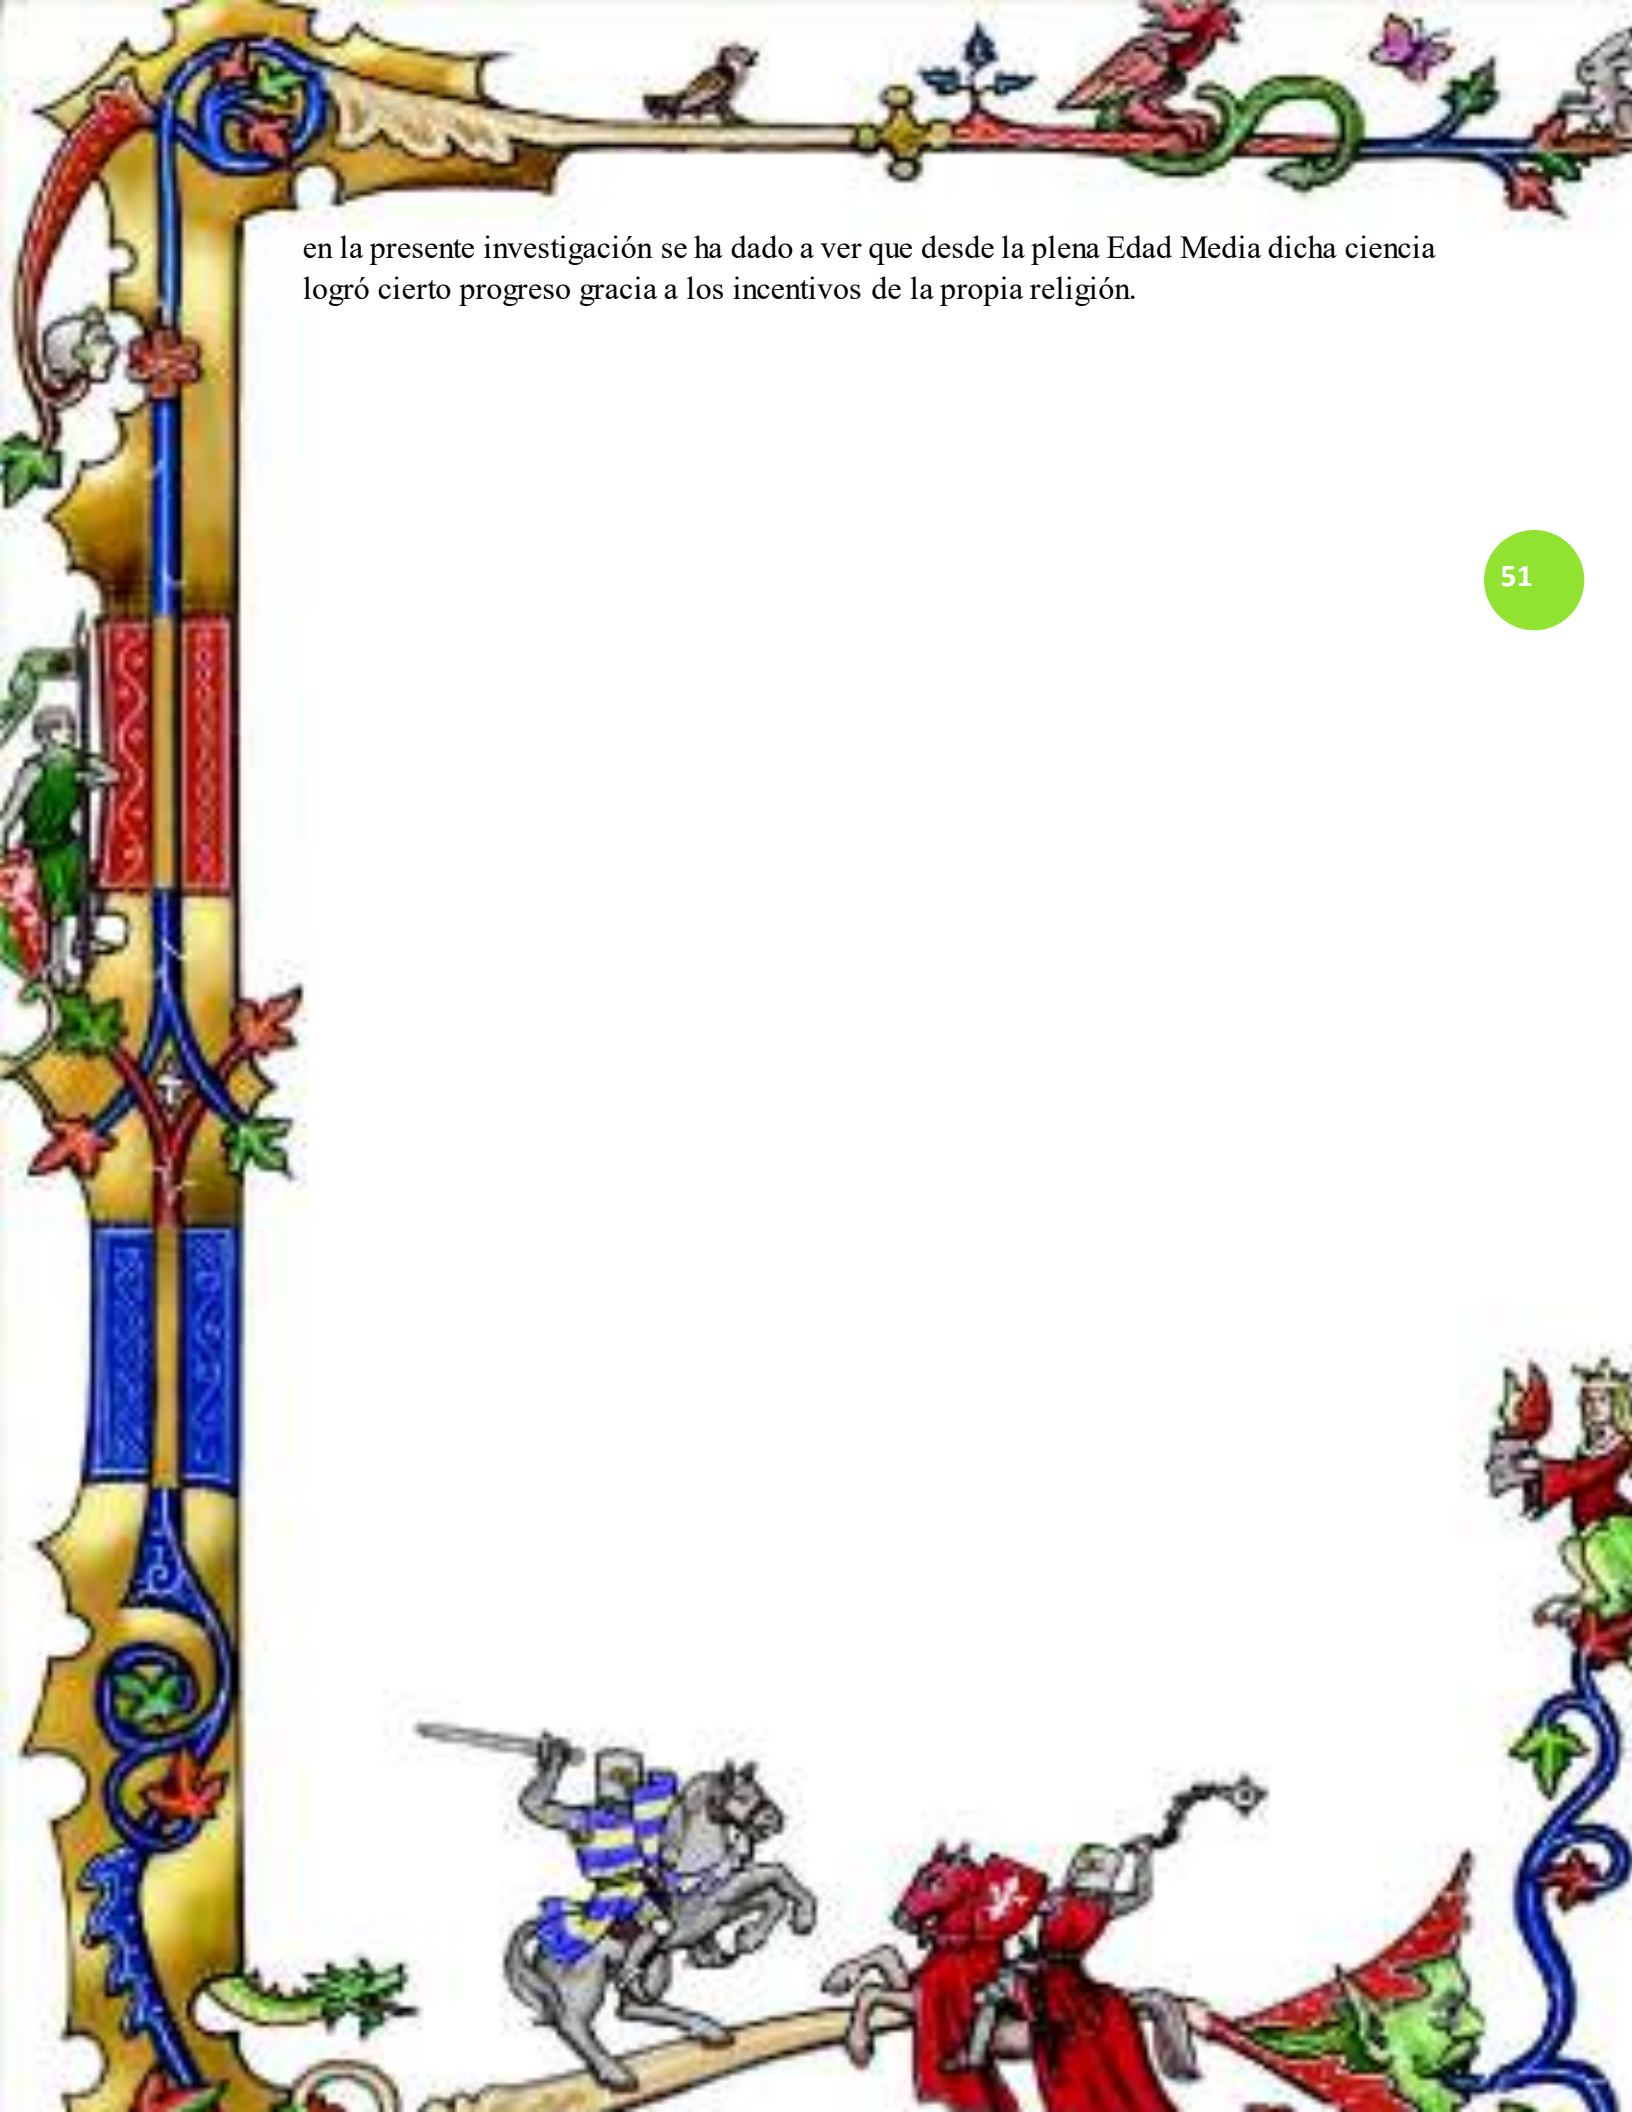 en la presente investigación se ha dado a ver que desde la plena Edad Media dicha ciencia
logró cierto progreso gracia a los incentivos de la propia religión.
51